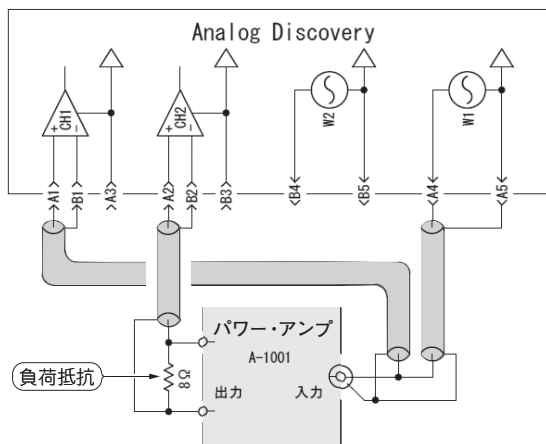 Analog Discovery
CH1
+
-
CH2
+
-
W2
W1
A1
B1
A3
A2
B2
B3
B4
B5
A4
A5
パワー・アンプ
A-1001
負荷抵抗
8Ω
出力
入力